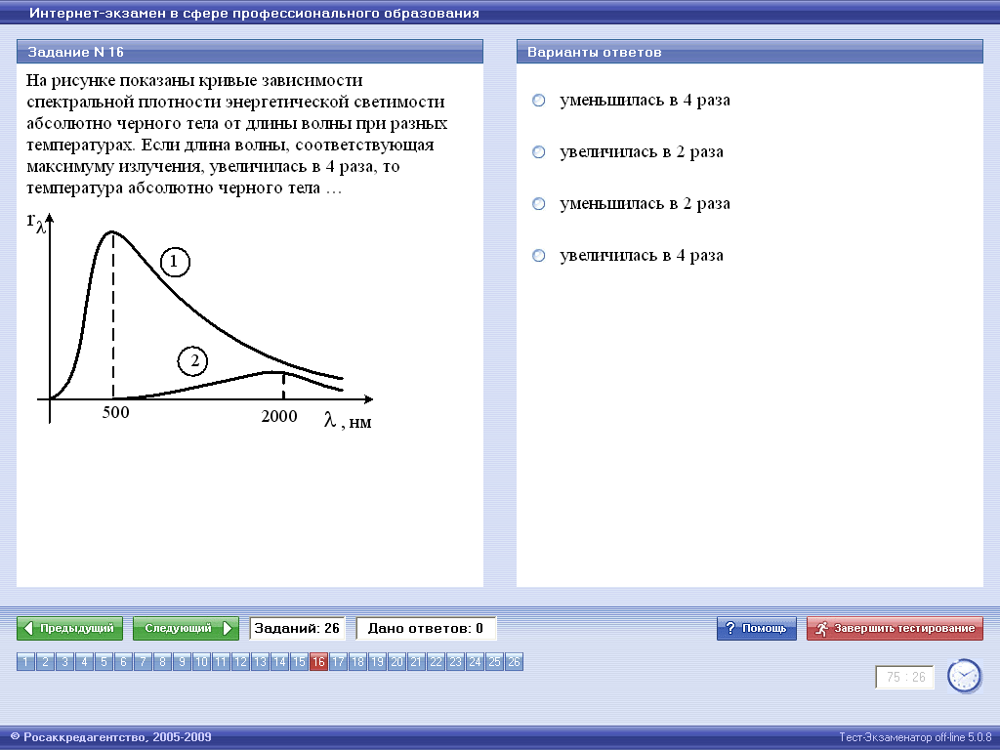 Интернет-экзамен в сфере профессионального образования
Задание N 16
На рисунке показаны кривые зависимости
спектральной плотности энергетической светимости
абсолютно черного тела от длины волны при разных
температурах. Если длина волны, соответствующая
максимуму излучения, увеличилась в 4 раза, то
температура абсолютно черного тела …
rλ
1
2
500
2000
λ , нм
Варианты ответов
уменьшилась в 4 раза
увеличилась в 2 раза
уменьшилась в 2 раза
увеличилась в 4 раза
Предыдущий
Следующий
Заданий: 26
Дано ответов: 0
? Помощь
Завершить тестирование
1 2 3 4 5 6 7 8 9 10 11 12 13 14 15 16 17 18 19 20 21 22 23 24 25 26
75 : 26
© Росаккредагентство, 2005-2009
Тест-Экзаменатор off-line 5.0.8